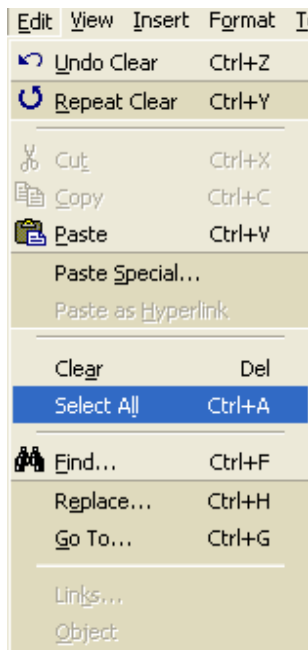 Edit View Insert Format
Undo Clear Ctrl+Z
Repeat Clear Ctrl+Y
Cut Ctrl+X
Copy Ctrl+C
Paste Ctrl+V
Paste Special...
Paste as Hyperlink
Clear Del
Select All Ctrl+A
Find... Ctrl+F
Replace... Ctrl+H
Go To... Ctrl+G
Links...
Object